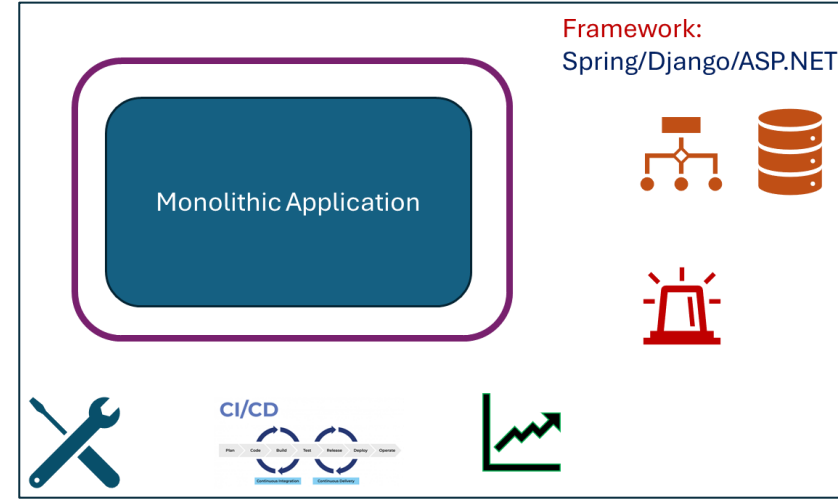 Framework:
Spring/Django/ASP.NET
Monolithic Application
CI/CD
Plan Code Build Test Release Deploy Operate
Continuous Integration Continuous Delivery